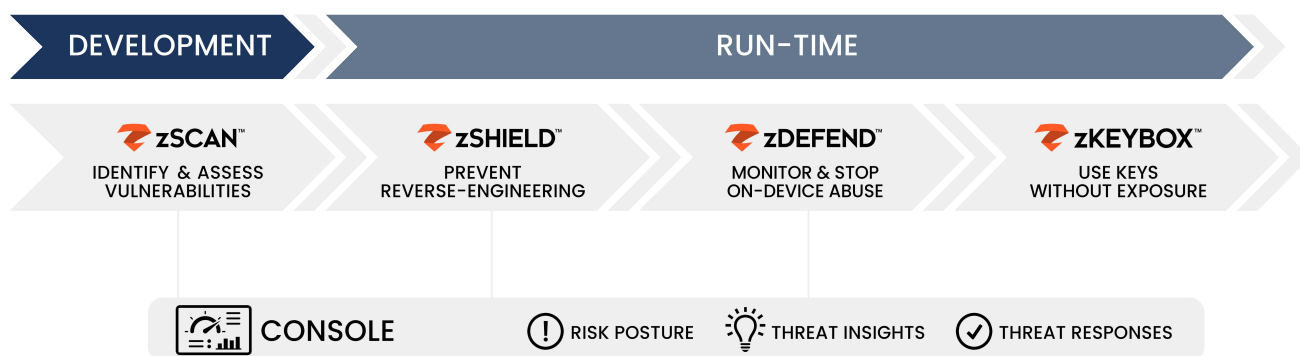 DEVELOPMENT
RUN-TIME
zSCAN™
IDENTIFY & ASSESS
VULNERABILITIES
zSHIELD™
PREVENT
REVERSE-ENGINEERING
zDEFEND™
MONITOR & STOP
ON-DEVICE ABUSE
zKEYBOX™
USE KEYS
WITHOUT EXPOSURE
CONSOLE
RISK POSTURE
THREAT INSIGHTS
THREAT RESPONSES